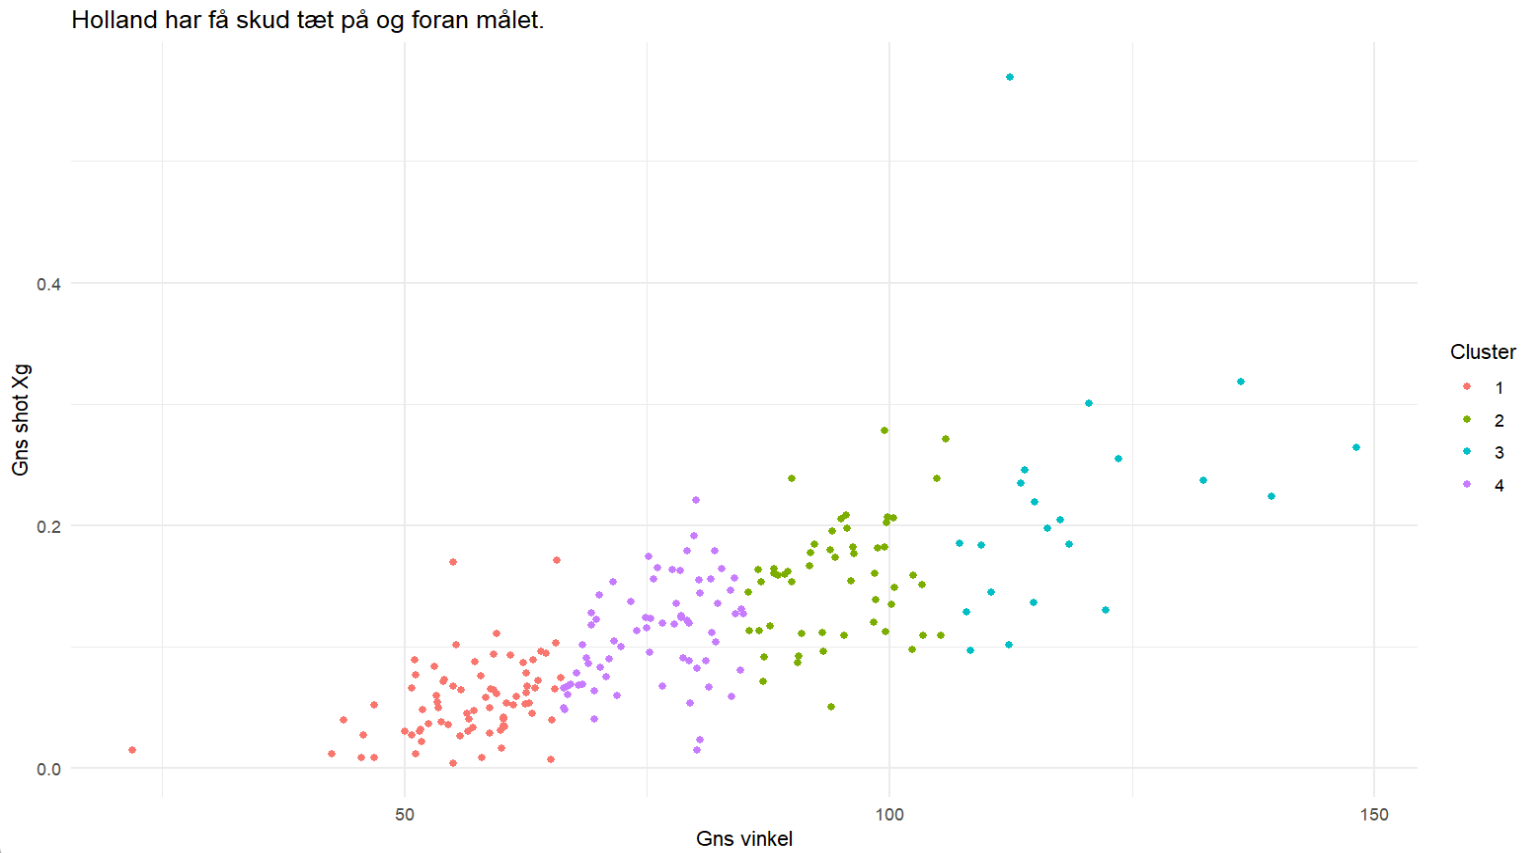 Holland har få skud tæt på og foran målet.
0.4
0.2
0.0
Gns shot Xg
50
100
150
Gns vinkel
Cluster
1
2
3
4